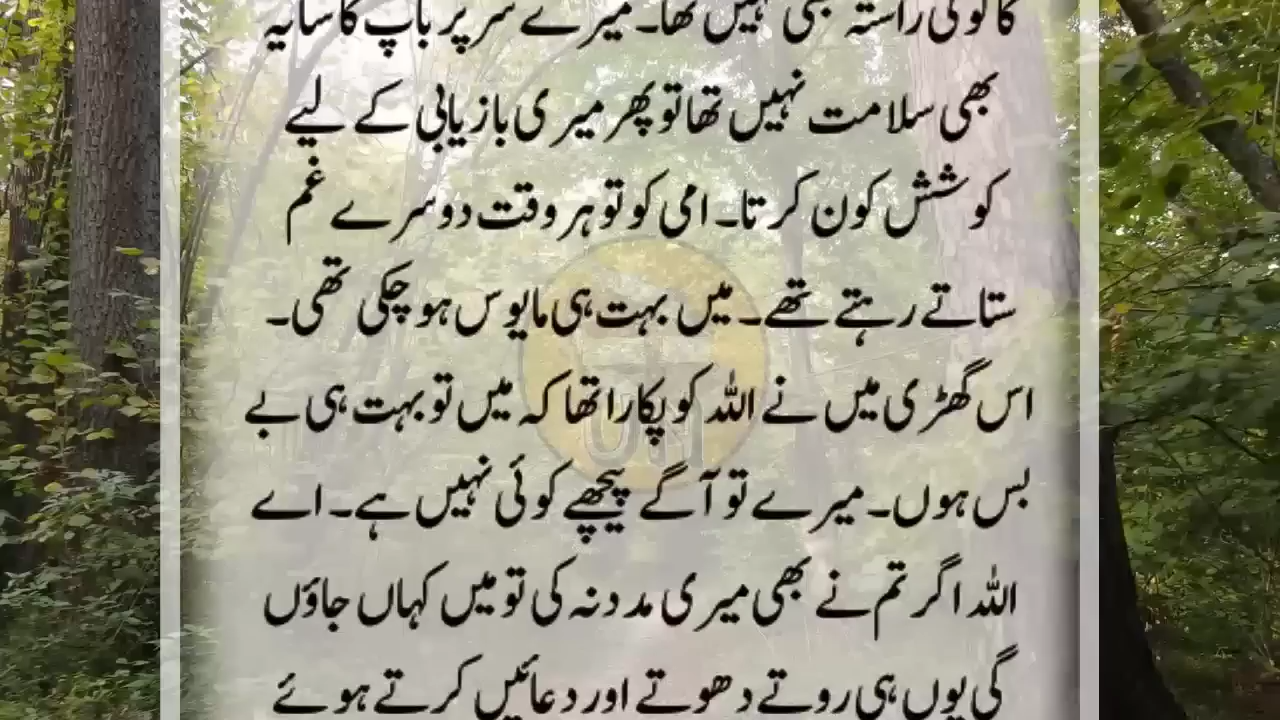 کا کوئی راستہ بھی نہیں تھا۔ میرے سر پر باپ کا سایہ
بھی سلامت نہیں تھا تو پھر میری بازیابی کے لیے
کوشش کون کرتا۔ امی کو تو ہر وقت دوسرے غم
ستاتے رہتے تھے۔ میں بہت ہی مایوس ہو چکی تھی۔
اس گھڑی میں نے اللہ کو پکارا تھا کہ میں تو بہت ہی بے
بس ہوں۔ میرے تو آگے پیچھے کوئی نہیں ہے۔ اے
اللہ اگر تم نے بھی میری مدد نہ کی تو میں کہاں جاؤں
گی یوں ہی روتے دھوتے اور دعائیں کرتے ہوئے